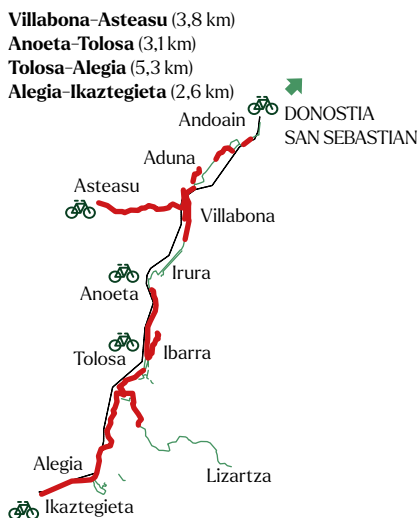 Villabona-Asteasu (3,8 km)
Anoeta-Tolosa (3,1 km)
Tolosa-Alegia (5,3 km)
Alegia-Ikaztegieta (2,6 km)
Andoain
DONOSTIA
SAN SEBASTIAN
Aduna
Asteasu
Villabona
Irura
Anoeta
Tolosa
Ibarra
Alegia
Lizartza
Ikaztegieta